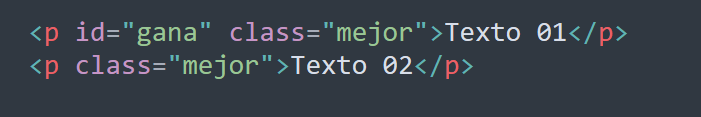 <p id="gana" class="mejor">Texto 01</p>
<p class="mejor">Texto 02</p>